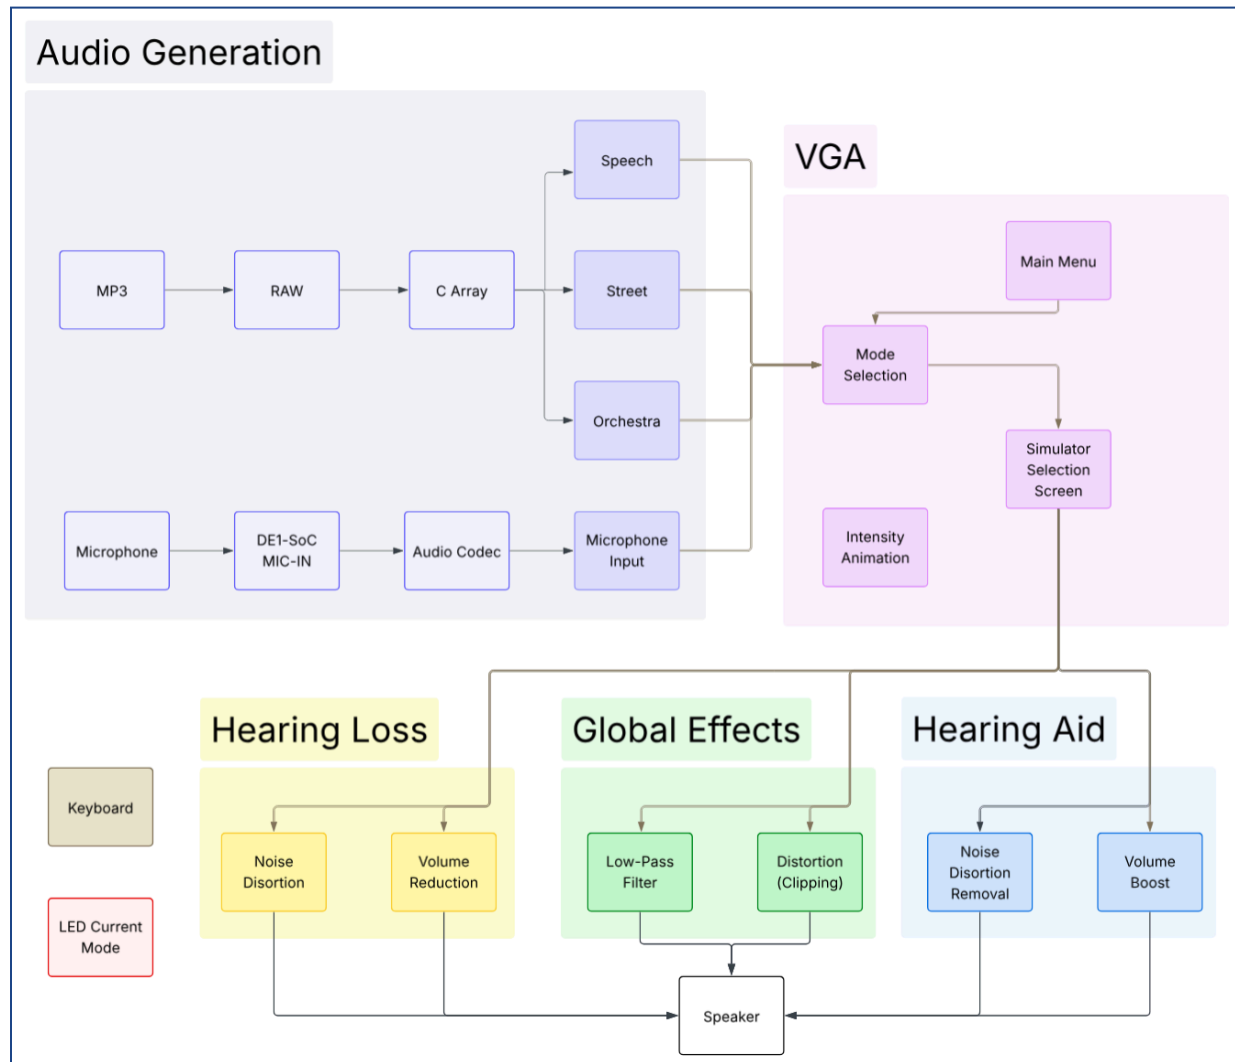 Audio Generation
Speech
VGA
Main Menu
MP3
RAW
C Array
Street
Mode
Selection
Orchestra
Simulator
Selection
Screen
Microphone
DE1-SoC
MIC-IN
Audio Codec
Microphone
Input
Intensity
Animation
Hearing Loss
Global Effects
Hearing Aid
Keyboard
Noise
Disortion
Volume
Reduction
Low-Pass
Filter
Distortion
(Clipping)
Noise
Distortion
Removal
Volume
Boost
LED Current
Mode
Speaker